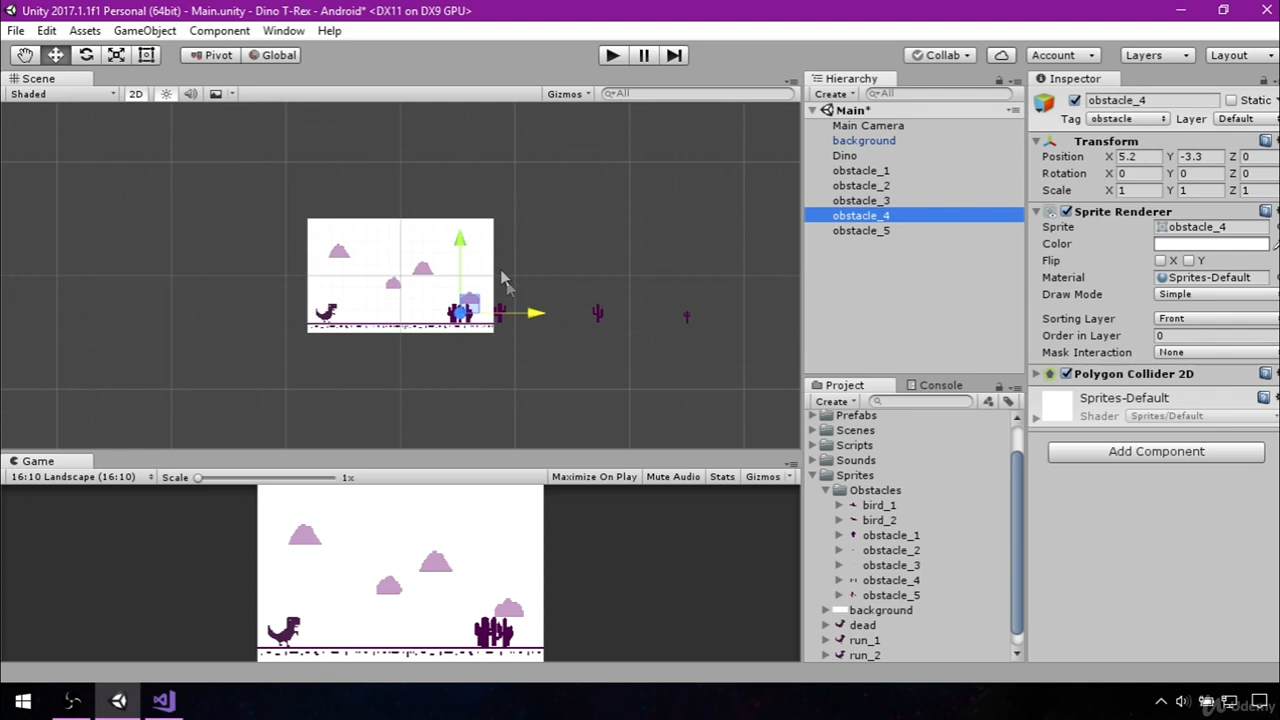 Unity 2017.1.1f1 Personal (64bit) - Main.unity - Dino T-Rex - Android* <DX11 on DX9 GPU>
File Edit Assets GameObject Component Window Help
Pivot Global Collab Account Layers Layout
Scene
Shaded 2D Gizmos All
Hierarchy
Create All
Main*
Main Camera
background
Dino
obstacle_1
obstacle_2
obstacle_3
obstacle_4
obstacle_5
Inspector
obstacle_4 Static
Tag obstacle Layer Default
Transform
Position X 5.2 Y -3.3 Z 0
Rotation X 0 Y 0 Z 0
Scale X 1 Y 1 Z 1
Sprite Renderer
Sprite obstacle_4
Color
Flip X Y
Material Sprites-Default
Draw Mode Simple
Sorting Layer Front
Order in Layer 0
Mask Interaction None
Polygon Collider 2D
Sprites-Default
Shader Sprites/Default
Add Component
Project Console
Create
Prefabs
Scenes
Scripts
Sounds
Sprites
Obstacles
bird_1
bird_2
obstacle_1
obstacle_2
obstacle_3
obstacle_4
obstacle_5
background
dead
run_1
run_2
Game
16:10 Landscape (16:10) Scale 1x Maximize On Play Mute Audio Stats Gizmos
Udemy